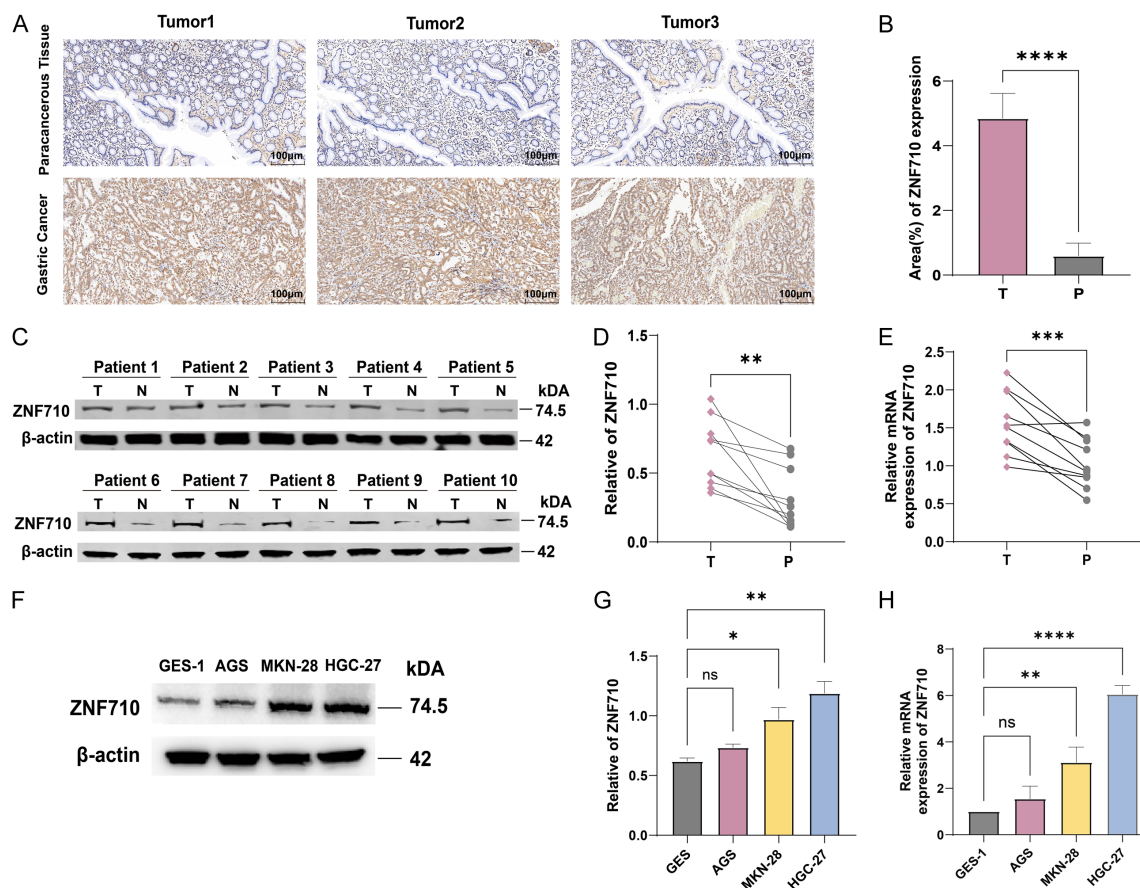 A
Tumor1 Tumor2 Tumor3
Paracancerous Tissue
100μm 100μm 100μm
Gastric Cancer
100μm 100μm 100μm
B
****
Area(%) of ZNF710 expression
6
4
2
0
T P
C
Patient 1 Patient 2 Patient 3 Patient 4 Patient 5
T N T N T N T N T N kDA
ZNF710 74.5
β-actin 42
Patient 6 Patient 7 Patient 8 Patient 9 Patient 10
T N T N T N T N T N kDA
ZNF710 74.5
β-actin 42
D
**
Relative of ZNF710
1.5
1.0
0.5
0.0
T P
E
***
Relative mRNA
expression of ZNF710
2.5
2.0
1.5
1.0
0.5
0.0
T P
F
GES-1 AGS MKN-28 HGC-27 kDA
ZNF710 74.5
β-actin 42
G
**
*
ns
Relative of ZNF710
1.5
1.0
0.5
0.0
GES AGS MKN-28 HGC-27
H
****
**
ns
Relative mRNA
expression of ZNF710
8
6
4
2
0
GES-1 AGS MKN-28 HGC-27